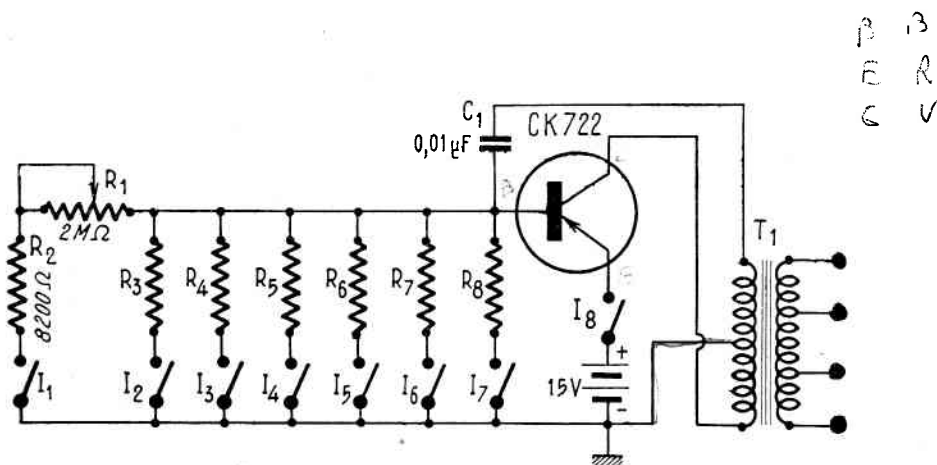 β β
E R
G V
C1
0,01µF
CK722
R1
2MΩ
R2
8200Ω
R3
R4
R5
R6
R7
R8
T1
I8
+
15V
-
I1
I2
I3
I4
I5
I6
I7